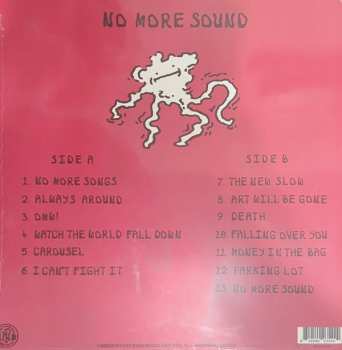 NO MORE SOUND
SIDE A
1. NO MORE SONGS
2. ALWAYS AROUND
3. OMW!
4. WATCH THE WORLD FALL DOWN
5. CAROUSEL
6. I CAN'T FIGHT IT
SIDE B
7. THE NEW SLOW
8. ART WILL BE GONE
9. DEATH
10. FALLING OVER YOU
11. MONEY IN THE BAG
12. PARKING LOT
13. NO MORE SOUND